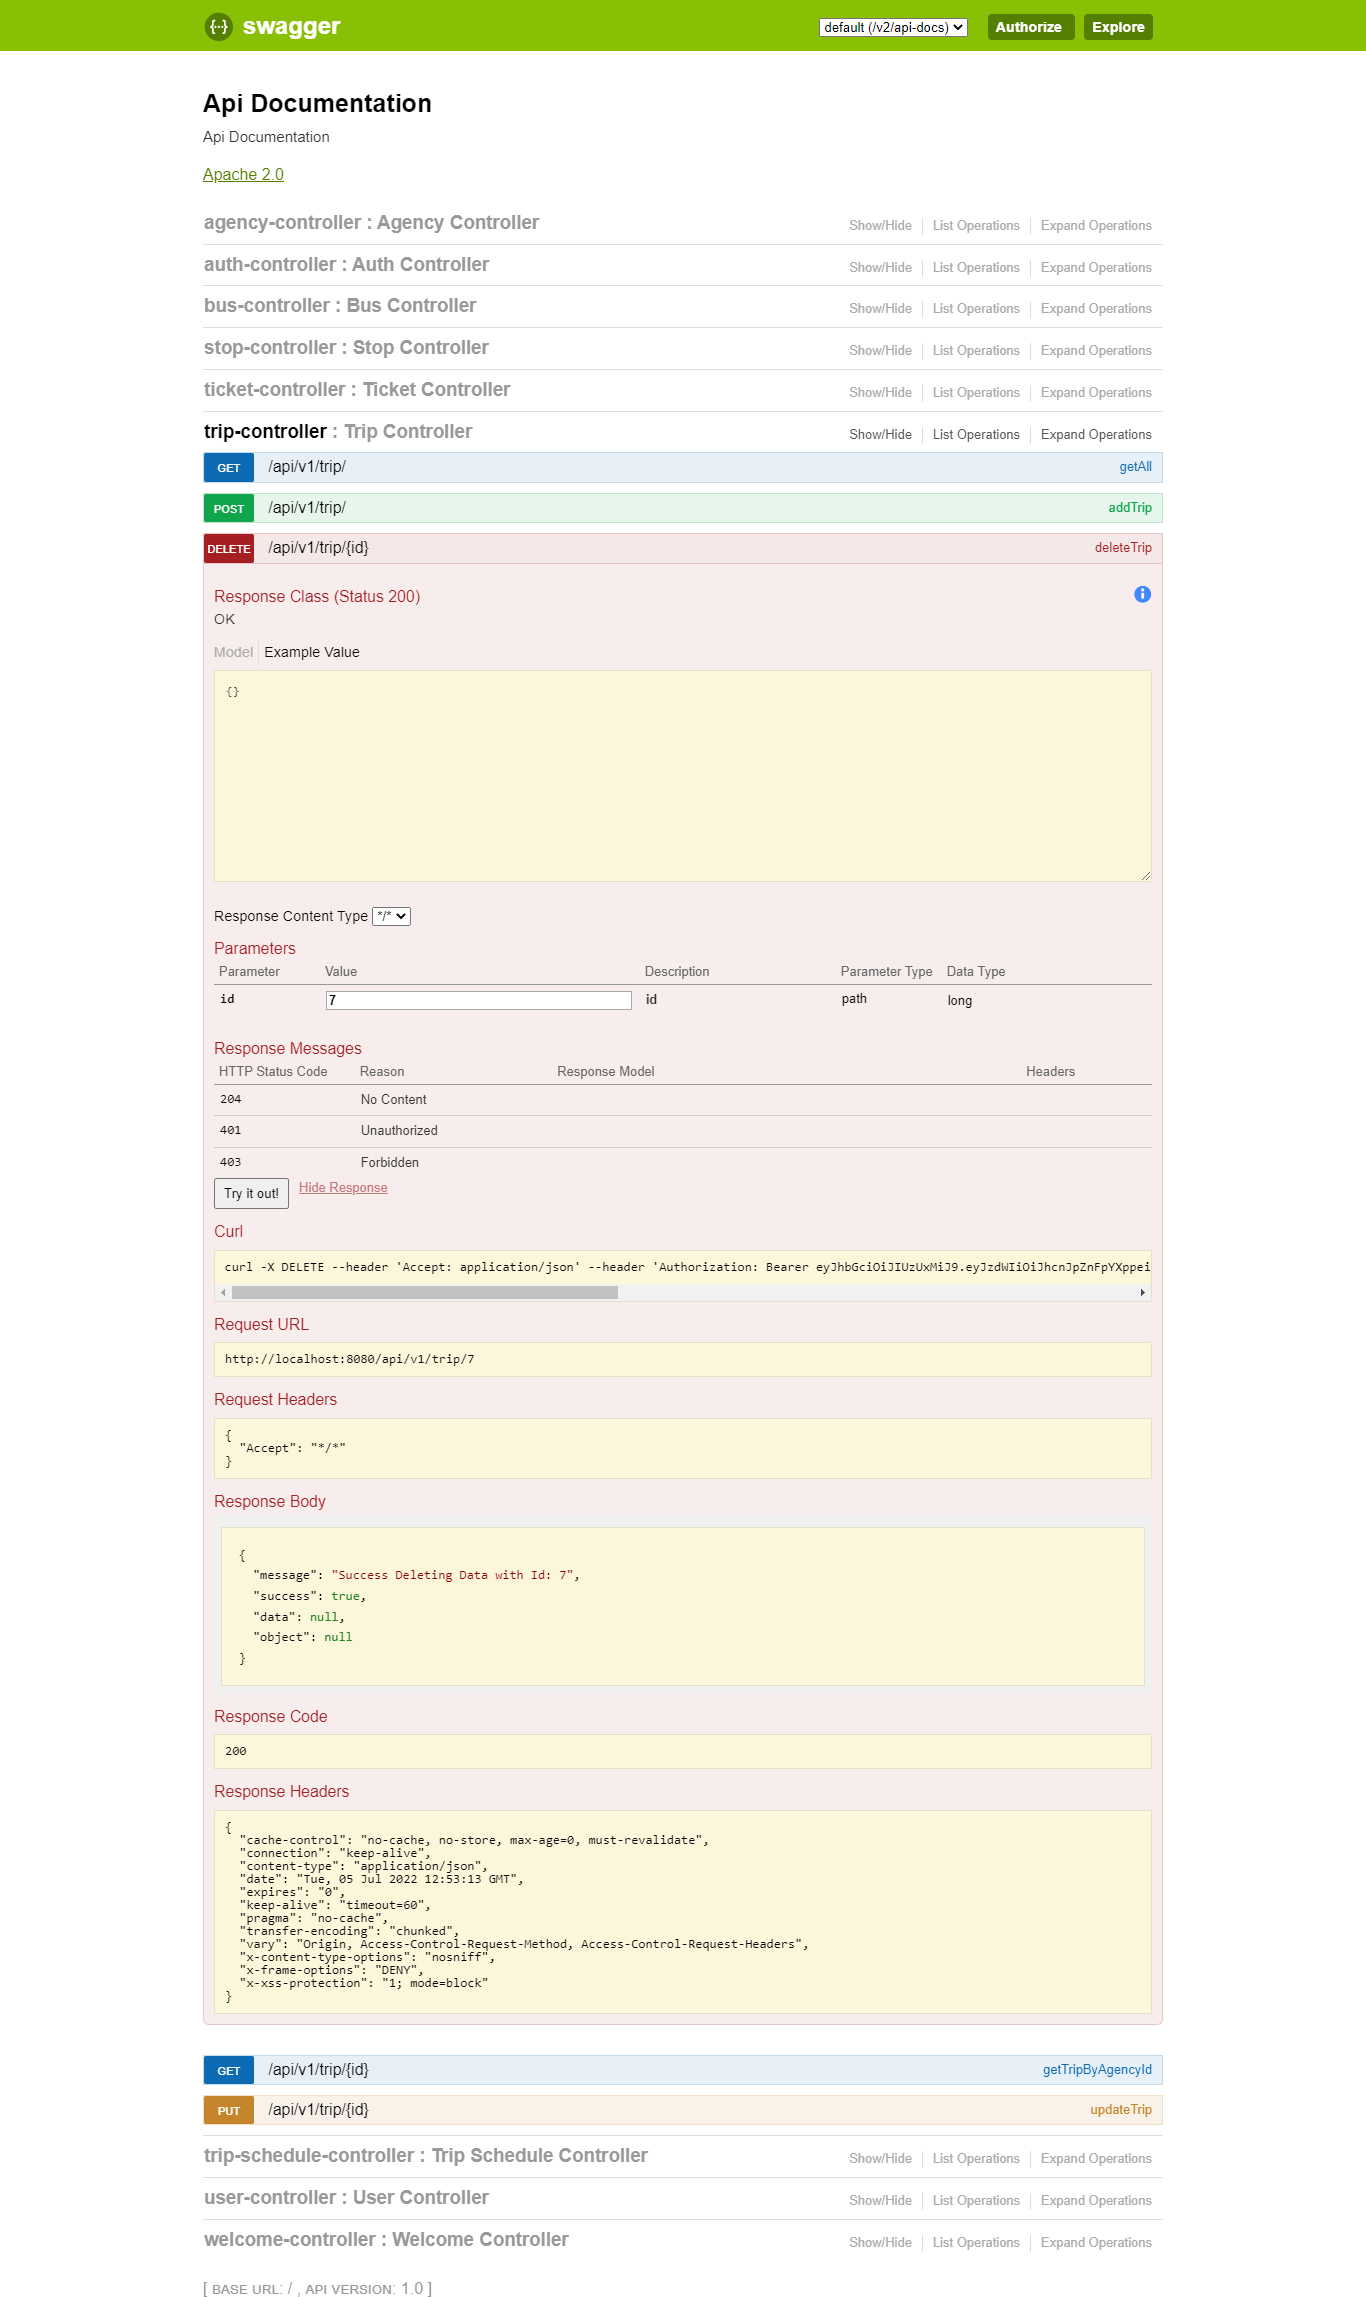 swagger default (/v2/api-docs) Authorize Explore
Api Documentation
Api Documentation
Apache 2.0
agency-controller : Agency Controller Show/Hide List Operations Expand Operations
auth-controller : Auth Controller Show/Hide List Operations Expand Operations
bus-controller : Bus Controller Show/Hide List Operations Expand Operations
stop-controller : Stop Controller Show/Hide List Operations Expand Operations
ticket-controller : Ticket Controller Show/Hide List Operations Expand Operations
trip-controller : Trip Controller Show/Hide List Operations Expand Operations
GET /api/v1/trip/ getAll
POST /api/v1/trip/ addTrip
DELETE /api/v1/trip/{id} deleteTrip
Response Class (Status 200)
OK
Model Example Value
{}
Response Content Type */*
Parameters
Parameter Value Description Parameter Type Data Type
id 7 id path long
Response Messages
HTTP Status Code Reason Response Model Headers
204 No Content
401 Unauthorized
403 Forbidden
Try it out! Hide Response
Curl
curl -X DELETE --header 'Accept: application/json' --header 'Authorization: Bearer eyJhbGciOiJIUzUxMiJ9.eyJzdWIiOiJhcnJpZnFpYXppei
Request URL
http://localhost:8080/api/v1/trip/7
Request Headers
{
"Accept": "*/*"
}
Response Body
{
"message": "Success Deleting Data with Id: 7",
"success": true,
"data": null,
"object": null
}
Response Code
200
Response Headers
{
"cache-control": "no-cache, no-store, max-age=0, must-revalidate",
"connection": "keep-alive",
"content-type": "application/json",
"date": "Tue, 05 Jul 2022 12:53:13 GMT",
"expires": "0",
"keep-alive": "timeout=60",
"pragma": "no-cache",
"transfer-encoding": "chunked",
"vary": "Origin, Access-Control-Request-Method, Access-Control-Request-Headers",
"x-content-type-options": "nosniff",
"x-frame-options": "DENY",
"x-xss-protection": "1; mode=block"
}
GET /api/v1/trip/{id} getTripByAgencyId
PUT /api/v1/trip/{id} updateTrip
trip-schedule-controller : Trip Schedule Controller Show/Hide List Operations Expand Operations
user-controller : User Controller Show/Hide List Operations Expand Operations
welcome-controller : Welcome Controller Show/Hide List Operations Expand Operations
[ BASE URL: / , API VERSION: 1.0 ]